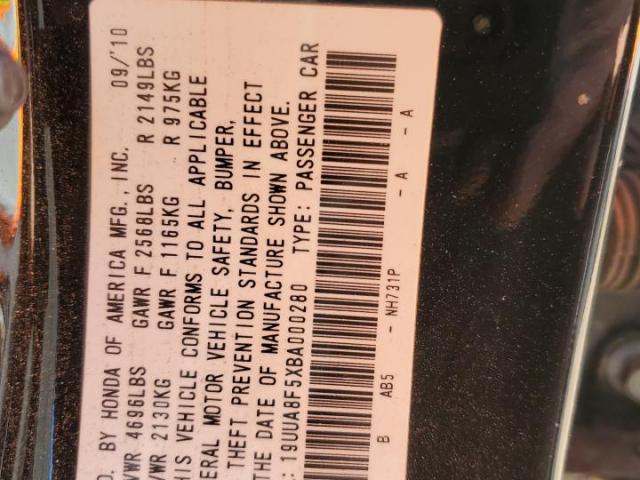 D. BY HONDA OF AMERICA MFG., INC. 09/'10
VWR 4696LBS GAWR F 2568LBS R 2149LBS
VWR 2130KG GAWR F 1165KG R 975KG
HIS VEHICLE CONFORMS TO ALL APPLICABLE
ERAL MOTOR VEHICLE SAFETY, BUMPER,
THEFT PREVENTION STANDARDS IN EFFECT
THE DATE OF MANUFACTURE SHOWN ABOVE.
: 19UUA8F5XBA000280 TYPE: PASSENGER CAR
B AB5 - NH731P - A - A